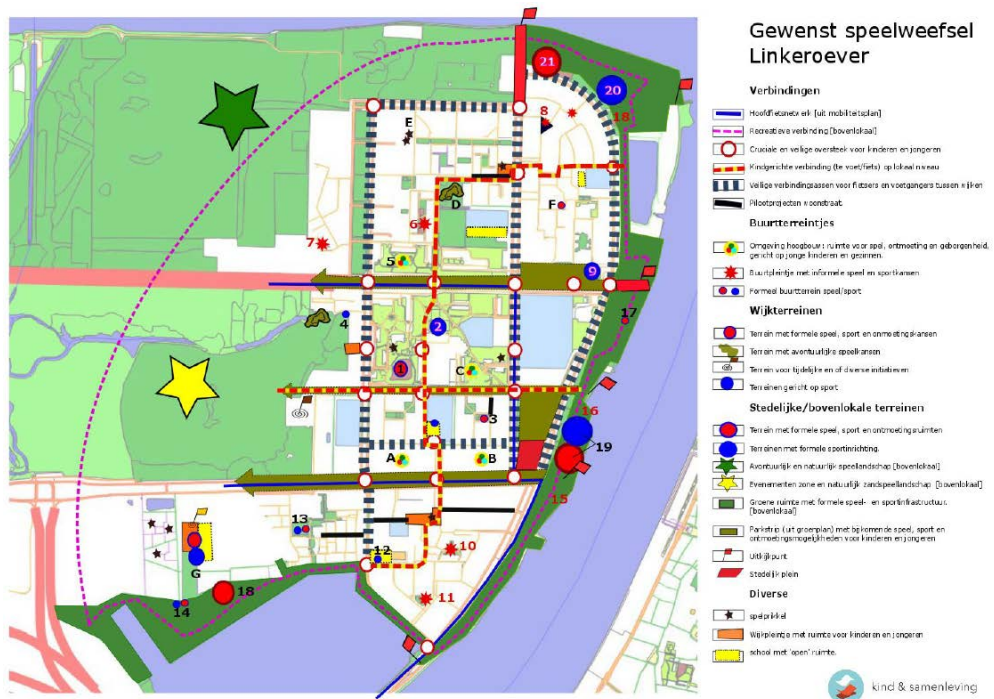 Gewenst speelweefsel
Linkeroever
Verbindingen
Hoofdfietsnetwerk [uit mobiliteitsplan]
Recreatieve verbinding [bovenlokaal]
Cruciale en veilige oversteek voor kinderen en jongeren
Kindgerichte verbinding (te voet/fiets) op lokaal niveau
Veilige verbindingsassen voor fietsers en voetgangers tussen wijken
Pilootprojecten woonstraat.
Buurtterreintjes
Omgeving hoogbouw: ruimte voor spel, ontmoeting en geborgenheid,
gericht op jonge kinderen en gezinnen.
Buurtpleintje met informele speel en sportkansen
Formeel buurtterrein speel/sport
Wijkterreinen
Terrein met formele speel, sport en ontmoetingskansen
Terrein met avontuurlijke speelkansen
Terrein voor tijdelijke en of diverse initiatieven
Terreinen gericht op sport
Stedelijke/bovenlokale terreinen
Terrein met formele speel, sport en ontmoetingsruimten
Terreinen met formele sportinrichting.
Avontuurlijk en natuurlijk speellandschap [bovenlokaal]
Evenementen zone en natuurlijk zandspeellandschap [bovenlokaal]
Groene ruimte met formele speel- en sportinfrastructuur.
[bovenlokaal]
Parkstrip (uit groenplan) met bijkomende speel, sport en
ontmoetingsmogelijkheden voor kinderen en jongeren
Uitkijkpunt
Stedelijk plein
Diverse
spelprikkel
Wijkpleintje met ruimte voor kinderen en jongeren
school met 'open' ruimte.
kind & samenleving
21
20
8
18
E
D
F
6
7
5
9
17
4
2
1
C
3
16
19
A
B
15
13
12
10
G
18
11
14